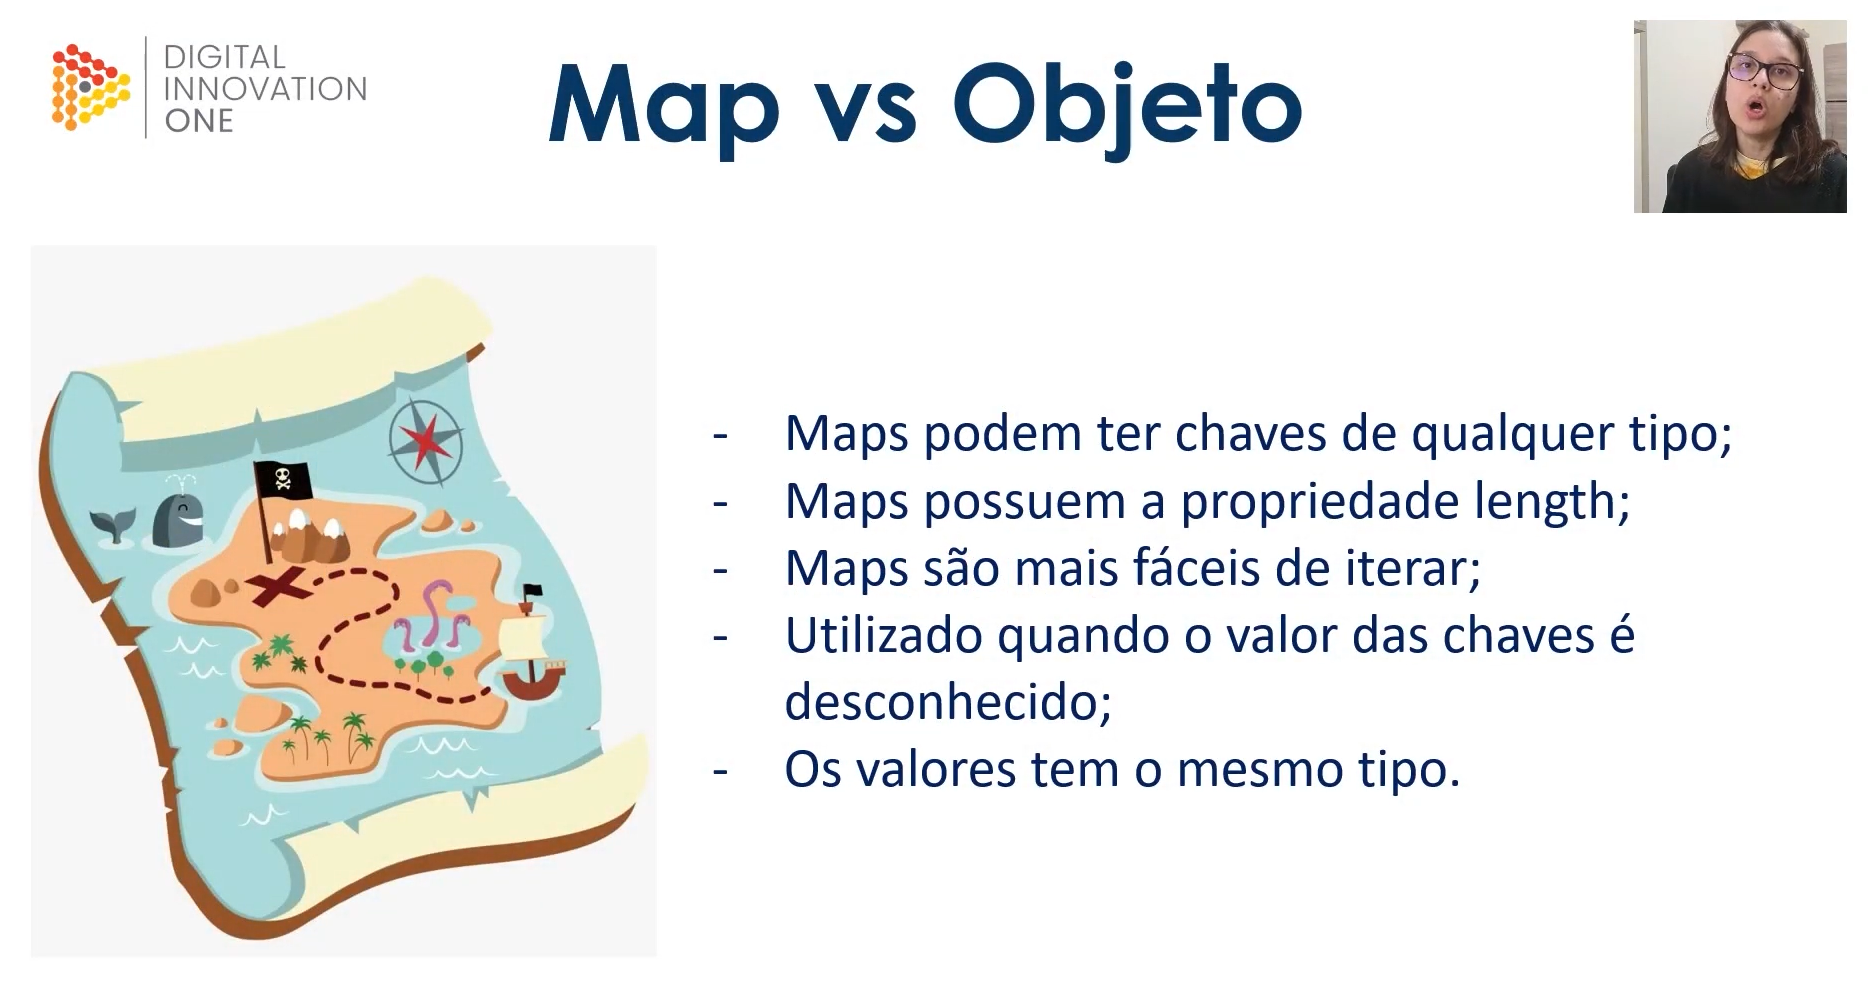 DIGITAL
INNOVATION
ONE
Map vs Objeto
- Maps podem ter chaves de qualquer tipo;
- Maps possuem a propriedade length;
- Maps são mais fáceis de iterar;
- Utilizado quando o valor das chaves é
desconhecido;
- Os valores tem o mesmo tipo.